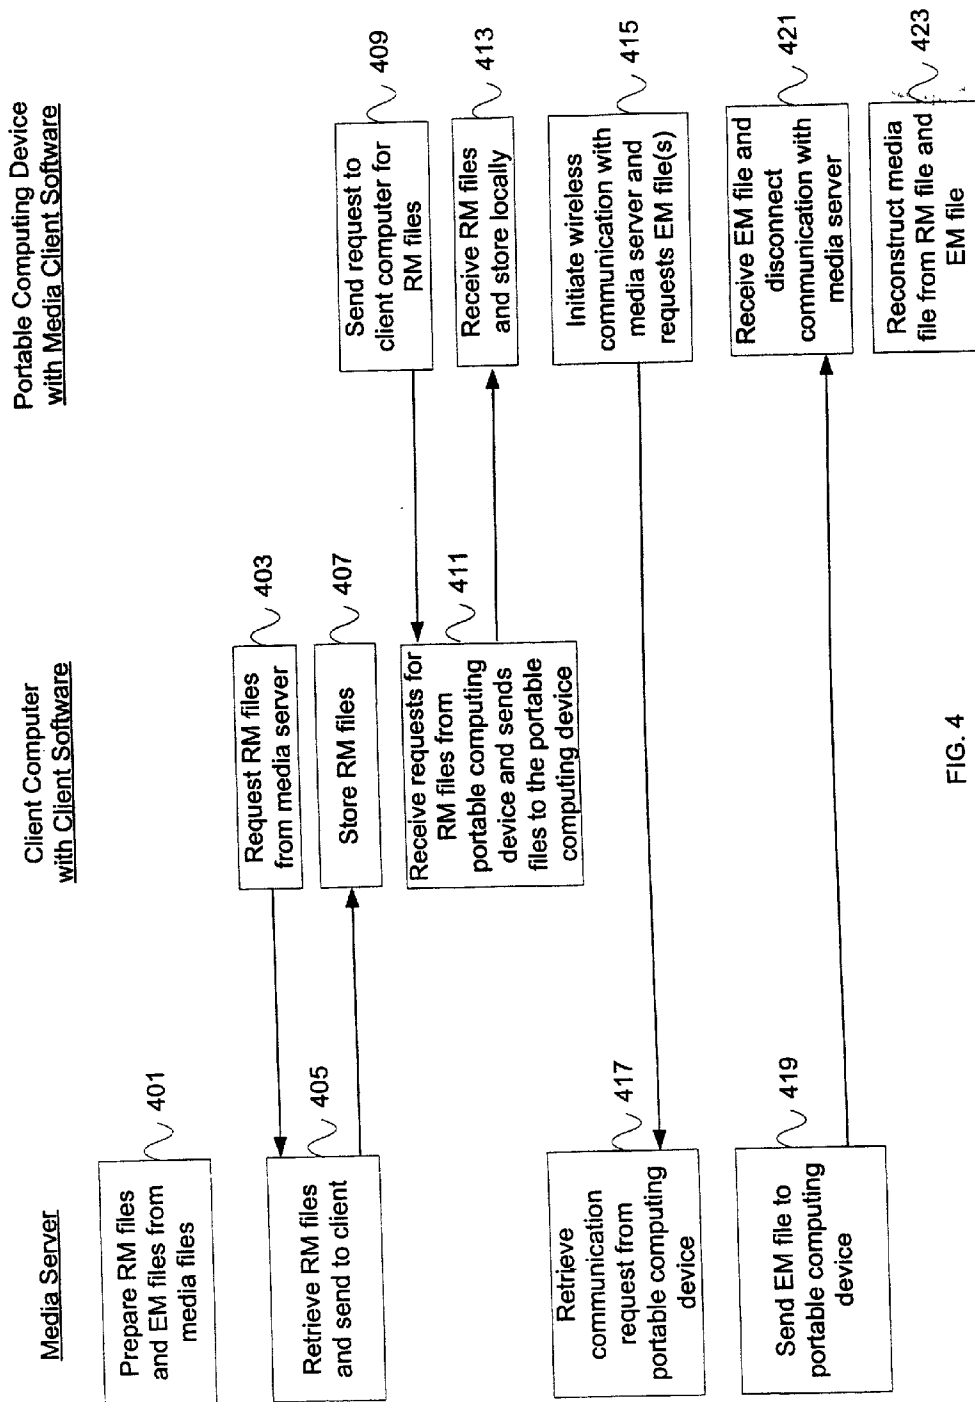 Media Server
Client Computer
with Client Software
Portable Computing Device
with Media Client Software
Prepare RM files
and EM files from
media files
401
Request RM files
from media server
403
Retrieve RM files
and send to client
405
Store RM files
407
Send request to
client computer for
RM files
409
Receive requests for
RM files from
portable computing
device and sends
files to the portable
computing device
411
Receive RM files
and store locally
413
Initiate wireless
communication with
media server and
requests EM file(s)
415
Retrieve
communication
request from
portable computing
device
417
Send EM file to
portable computing
device
419
Receive EM file and
disconnect
communication with
media server
421
Reconstruct media
file from RM file and
EM file
423
FIG. 4